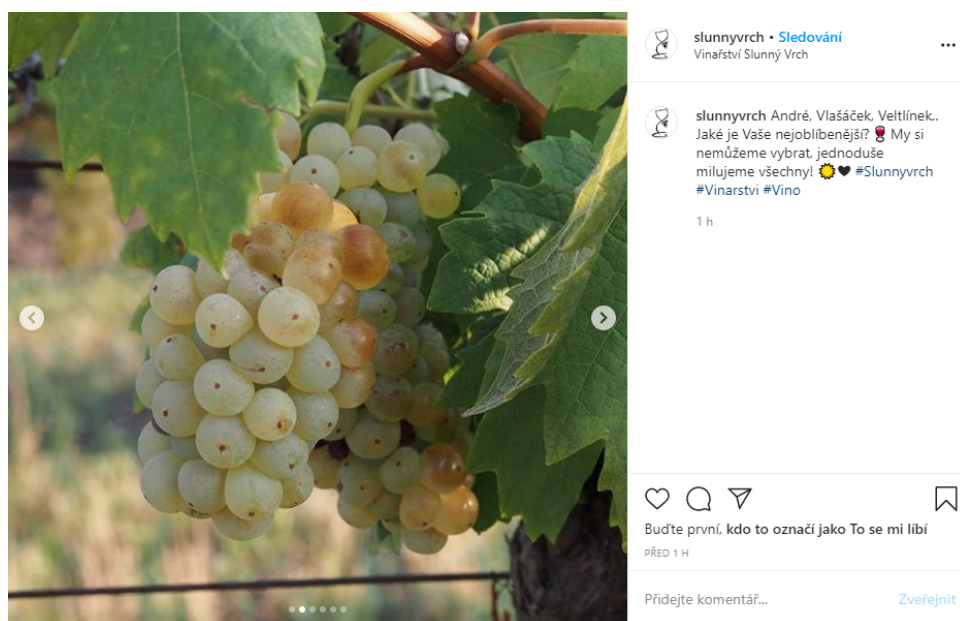 slunnyvrch • Sledování
Vinařství Slunný Vrch
slunnyvrch André, Vlašáček, Veltlínek..
Jaké je Vaše nejoblíbenější? 🍷 My si
nemůžeme vybrat, jednoduše
milujeme všechny! 🌞🖤 #Slunnyvrch
#Vinarstvi #Vino
1 h
Buďte první, kdo to označí jako To se mi líbí
PŘED 1 H
Přidejte komentář...
Zveřejnit